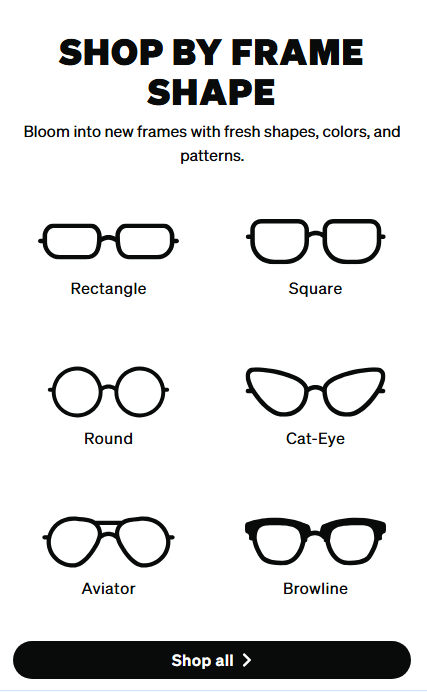 SHOP BY FRAME
SHAPE
Bloom into new frames with fresh shapes, colors, and
patterns.
Rectangle
Square
Round
Cat-Eye
Aviator
Browline
Shop all